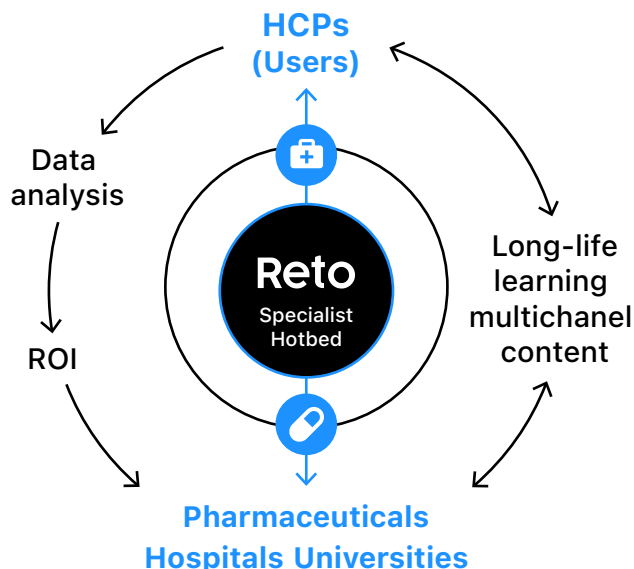 HCPs
(Users)
Data
analysis
Long-life
learning
multichanel
content
Reto
Specialist
Hotbed
ROI
Pharmaceuticals
Hospitals Universities